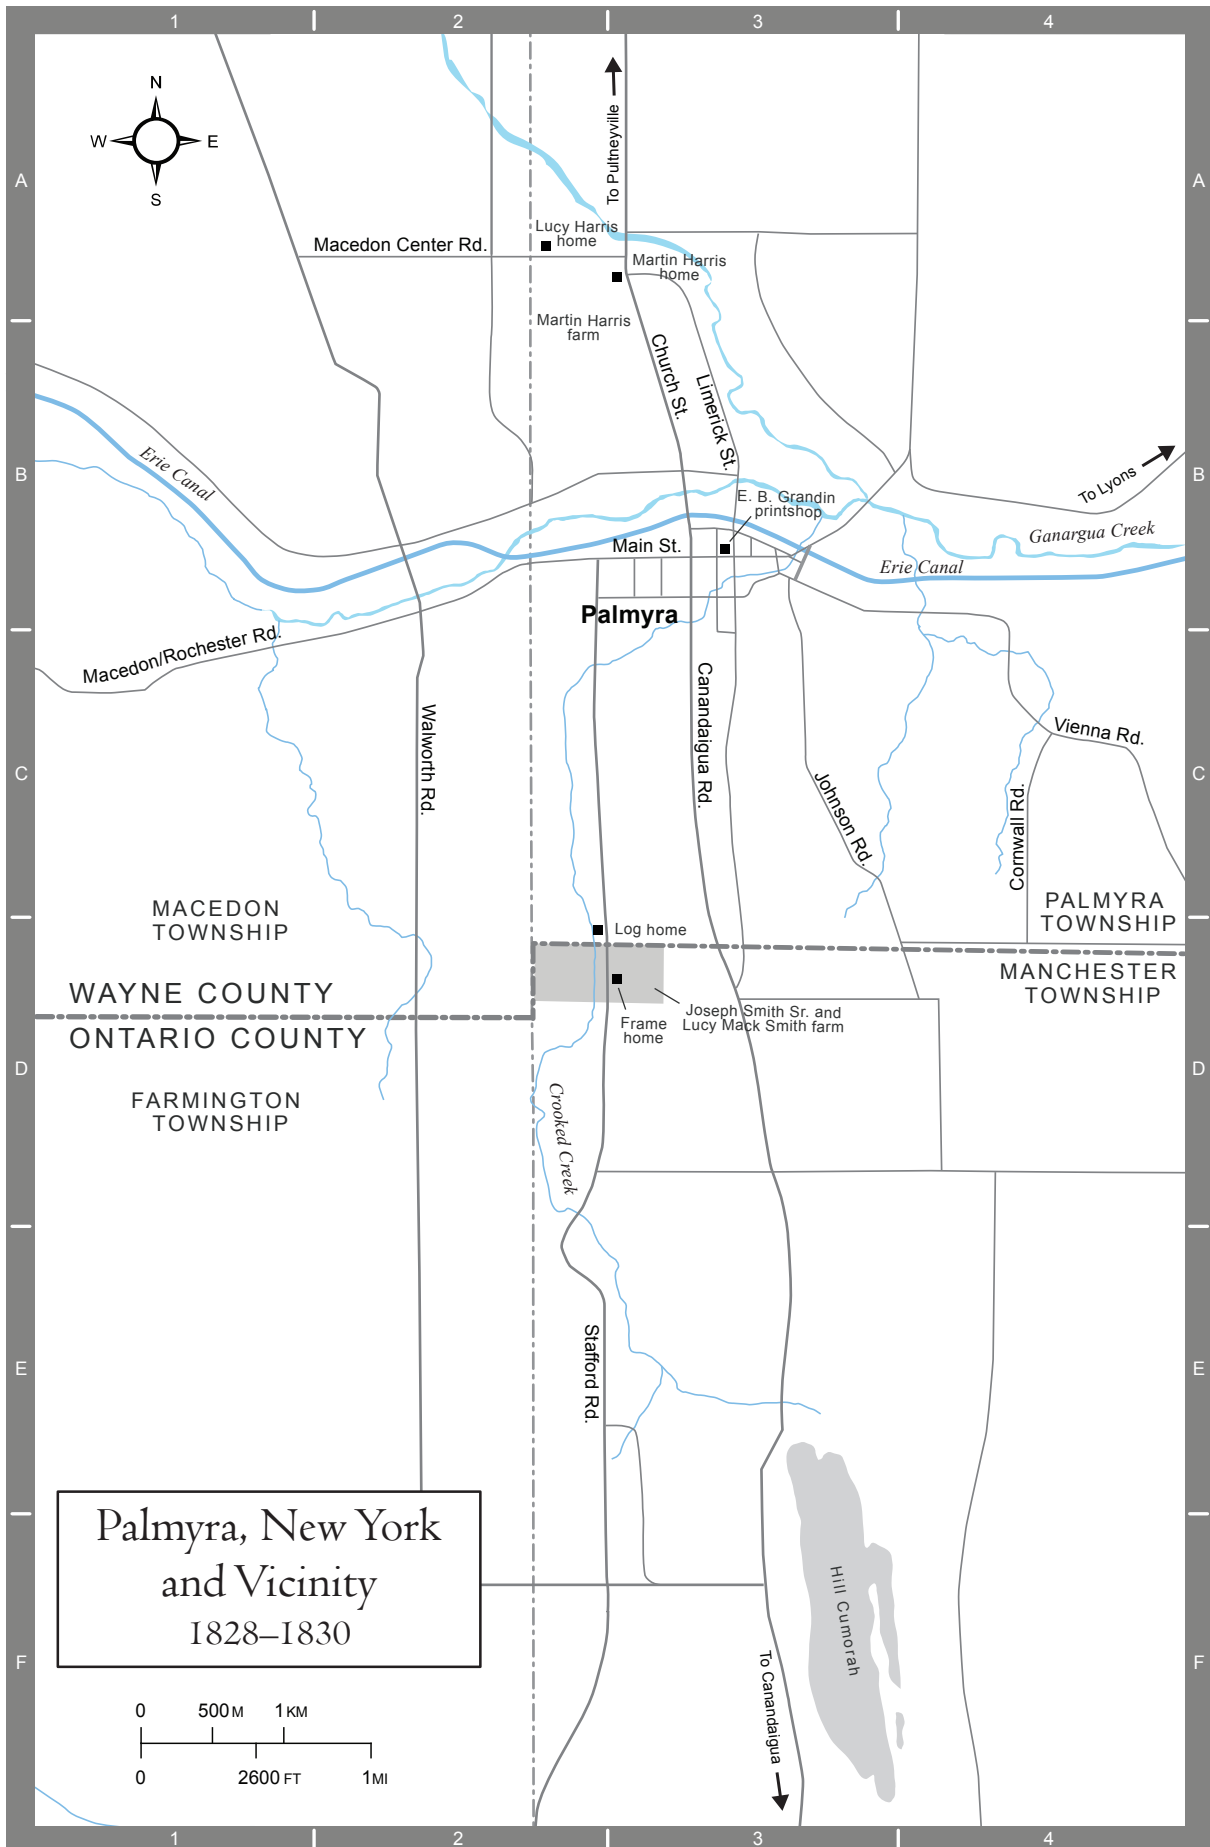 1 2 3 4
A
B
C
D
E
F
A
B
C
D
E
F
N
W E
S
To Pultneyville
Lucy Harris
home
Macedon Center Rd.
Martin Harris
home
Martin Harris
farm
Church St.
Limerick St.
Erie Canal
To Lyons
E. B. Grandin
printshop
Ganargua Creek
Main St.
Erie Canal
Palmyra
Macedon/Rochester Rd.
Walworth Rd.
Canandaigua Rd.
Vienna Rd.
Johnson Rd.
Cornwall Rd.
MACEDON
TOWNSHIP
PALMYRA
TOWNSHIP
Log home
MANCHESTER
TOWNSHIP
WAYNE COUNTY
ONTARIO COUNTY
Joseph Smith Sr. and
Lucy Mack Smith farm
Frame
home
FARMINGTON
TOWNSHIP
Crooked Creek
Stafford Rd.
Palmyra, New York
and Vicinity
1828–1830
Hill Cumorah
To Canandaigua
0 500 M 1 KM
0 2600 FT 1 MI
1 2 3 4